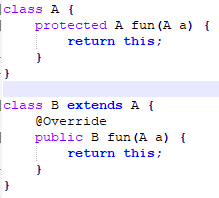 class A {
    protected A fun(A a) {
        return this;
    }
}

class B extends A {
    @Override
    public B fun(A a) {
        return this;
    }
}